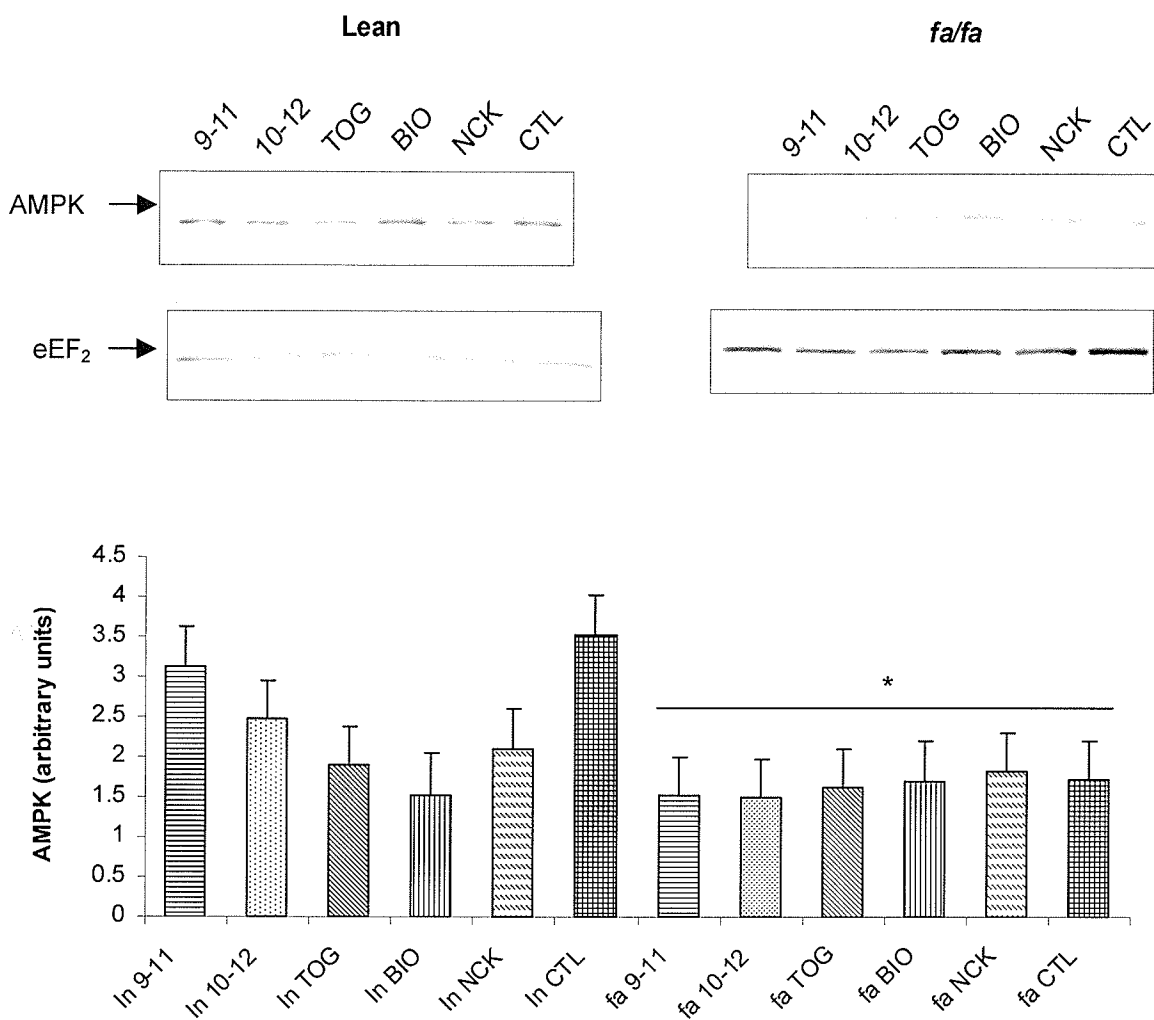 Lean
fa/fa
9-11 10-12 TOG BIO NCK CTL
9-11 10-12 TOG BIO NCK CTL
AMPK
eEF₂
4.5
4
3.5
3
2.5
2
1.5
1
0.5
0
AMPK (arbitrary units)
*
ln 9-11 ln 10-12 ln TOG ln BIO ln NCK ln CTL fa 9-11 fa 10-12 fa TOG fa BIO fa NCK fa CTL